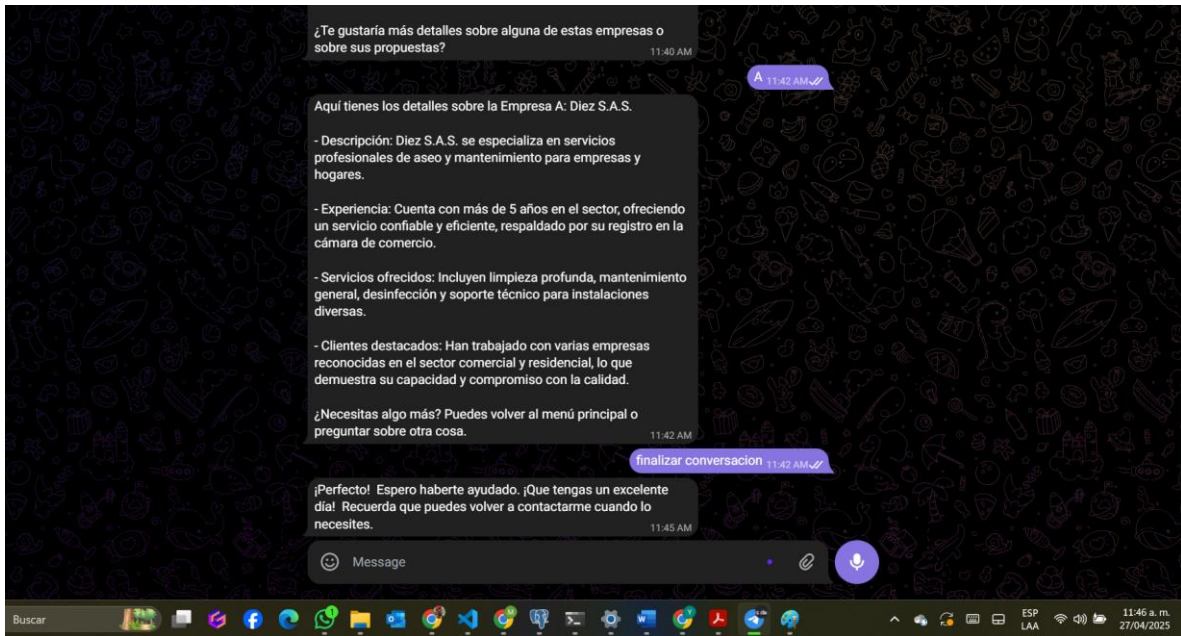 ¿Te gustaría más detalles sobre alguna de estas empresas o
sobre sus propuestas?
11:40 AM
A 11:42 AM
Aquí tienes los detalles sobre la Empresa A: Diez S.A.S.
- Descripción: Diez S.A.S. se especializa en servicios
profesionales de aseo y mantenimiento para empresas y
hogares.
- Experiencia: Cuenta con más de 5 años en el sector, ofreciendo
un servicio confiable y eficiente, respaldado por su registro en la
cámara de comercio.
- Servicios ofrecidos: Incluyen limpieza profunda, mantenimiento
general, desinfección y soporte técnico para instalaciones
diversas.
- Clientes destacados: Han trabajado con varias empresas
reconocidas en el sector comercial y residencial, lo que
demuestra su capacidad y compromiso con la calidad.
¿Necesitas algo más? Puedes volver al menú principal o
preguntar sobre otra cosa.
11:42 AM
finalizar conversacion 11:42 AM
¡Perfecto! Espero haberte ayudado. ¡Que tengas un excelente
día! Recuerda que puedes volver a contactarme cuando lo
necesites.
11:45 AM
Message
Buscar
ESP
LAA
11:46 a. m.
27/04/2025